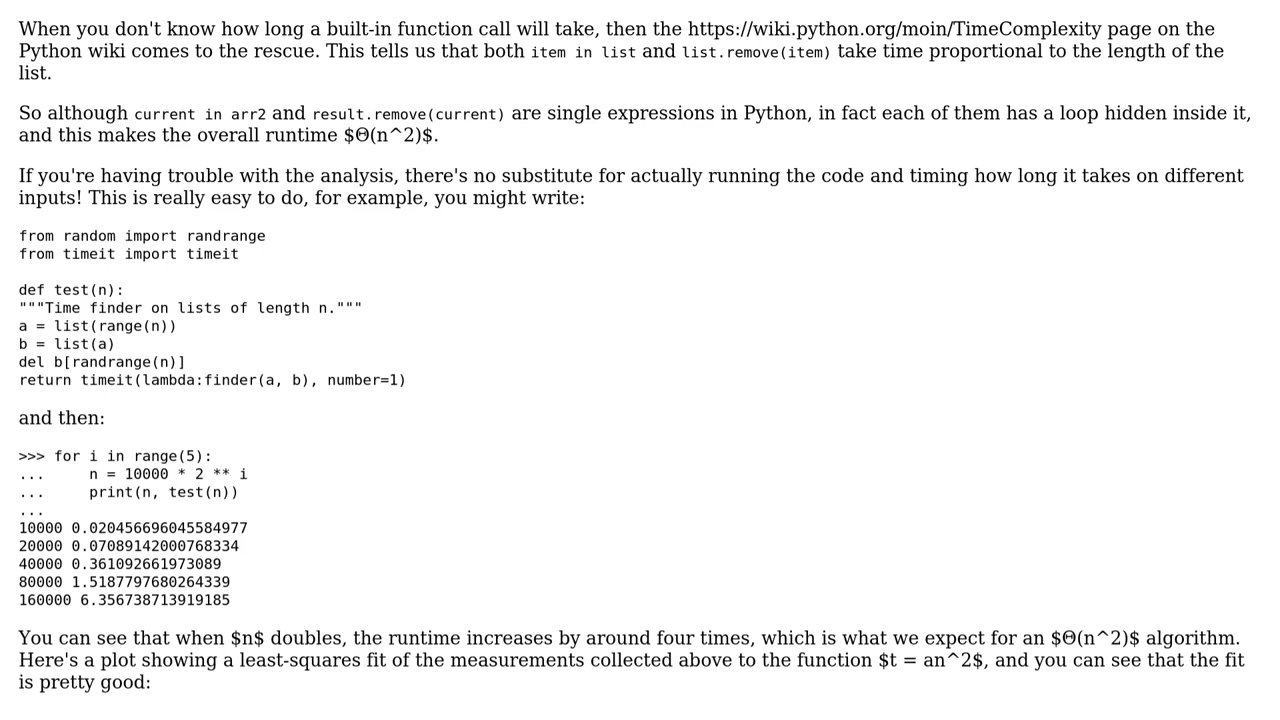 When you don't know how long a built-in function call will take, then the https://wiki.python.org/moin/TimeComplexity page on the
Python wiki comes to the rescue. This tells us that both item in list and list.remove(item) take time proportional to the length of the
list.
So although current in arr2 and result.remove(current) are single expressions in Python, in fact each of them has a loop hidden inside it,
and this makes the overall runtime $Θ(n^2)$.
If you're having trouble with the analysis, there's no substitute for actually running the code and timing how long it takes on different
inputs! This is really easy to do, for example, you might write:
from random import randrange
from timeit import timeit
def test(n):
"""Time finder on lists of length n."""
a = list(range(n))
b = list(a)
del b[randrange(n)]
return timeit(lambda:finder(a, b), number=1)
and then:
>>> for i in range(5):
...     n = 10000 * 2 ** i
...     print(n, test(n))
...
10000 0.020456696045584977
20000 0.07089142000768334
40000 0.361092661973089
80000 1.5187797680264339
160000 6.356738713919185
You can see that when $n$ doubles, the runtime increases by around four times, which is what we expect for an $Θ(n^2)$ algorithm.
Here's a plot showing a least-squares fit of the measurements collected above to the function $t = an^2$, and you can see that the fit
is pretty good: